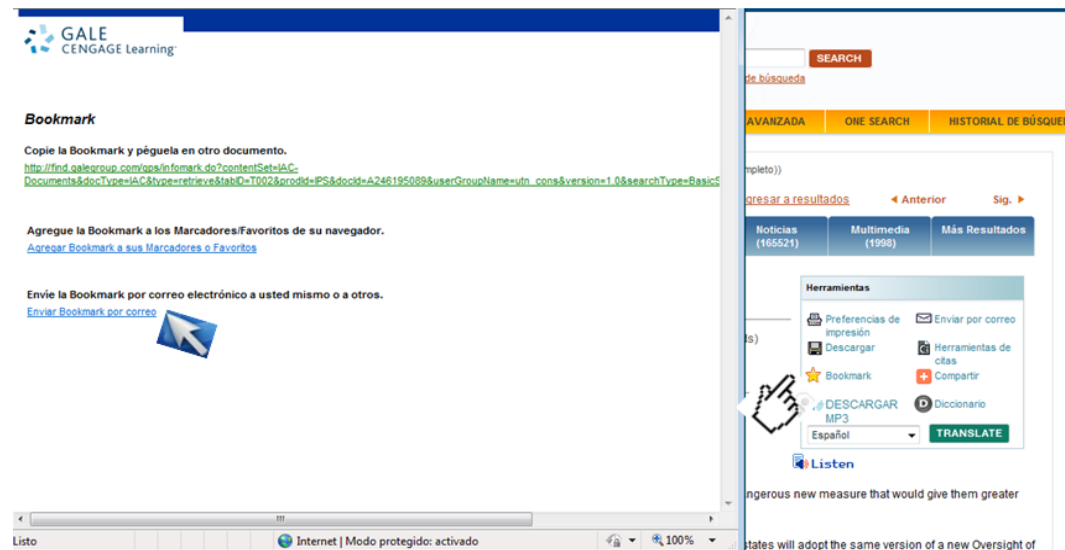 GALE
CENGAGE Learning
Bookmark
Copie la Bookmark y péguela en otro documento.
http://find.galegroup.com/gps/infomark.do?contentSet=IAC-
Documents&docType=IAC&type=retrieve&tabID=T002&prodId=IPS&docId=A246195089&userGroupName=utn_cons&version=1.0&searchType=BasicS
Agregue la Bookmark a los Marcadores/Favoritos de su navegador.
Agregar Bookmark a sus Marcadores o Favoritos
Envíe la Bookmark por correo electrónico a usted mismo o a otros.
Enviar Bookmark por correo
Listo
Internet | Modo protegido: activado
100%
SEARCH
de búsqueda
AVANZADA
ONE SEARCH
HISTORIAL DE BÚSQUE
mpleto))
gresar a resultados
Anterior
Sig.
Noticias
(165521)
Multimedia
(1998)
Más Resultados
Herramientas
Preferencias de
impresión
Enviar por correo
Descargar
Herramientas de
citas
Bookmark
Compartir
DESCARGAR
MP3
Diccionario
Español
TRANSLATE
Listen
ls)
ngerous new measure that would give them greater
states will adopt the same version of a new Oversight of